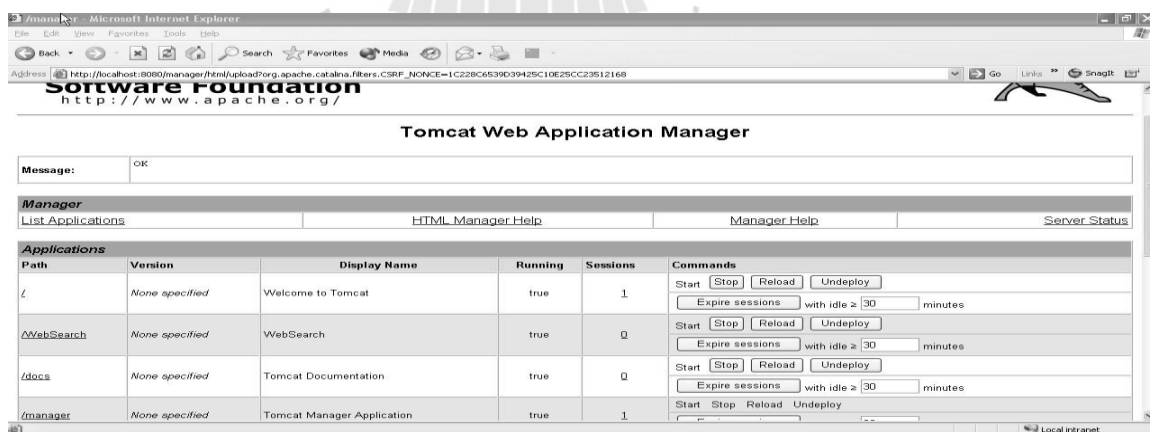 /manager - Microsoft Internet Explorer
File Edit View Favorites Tools Help
Back Search Favorites Media
Address http://localhost:8080/manager/html/upload?org.apache.catalina.filters.CSRF_NONCE=1C228C6539D39425C10E25CC23512168 Go Links » SnagIt
Software Foundation
http://www.apache.org/
Tomcat Web Application Manager
Message: OK
Manager
List Applications HTML Manager Help Manager Help Server Status
Applications
Path Version Display Name Running Sessions Commands
/ None specified Welcome to Tomcat true 1 Start Stop Reload Undeploy
Expire sessions with idle ≥ 30 minutes
/WebSearch None specified WebSearch true 0 Start Stop Reload Undeploy
Expire sessions with idle ≥ 30 minutes
/docs None specified Tomcat Documentation true 0 Start Stop Reload Undeploy
Expire sessions with idle ≥ 30 minutes
/manager None specified Tomcat Manager Application true 1 Start Stop Reload Undeploy
Local intranet